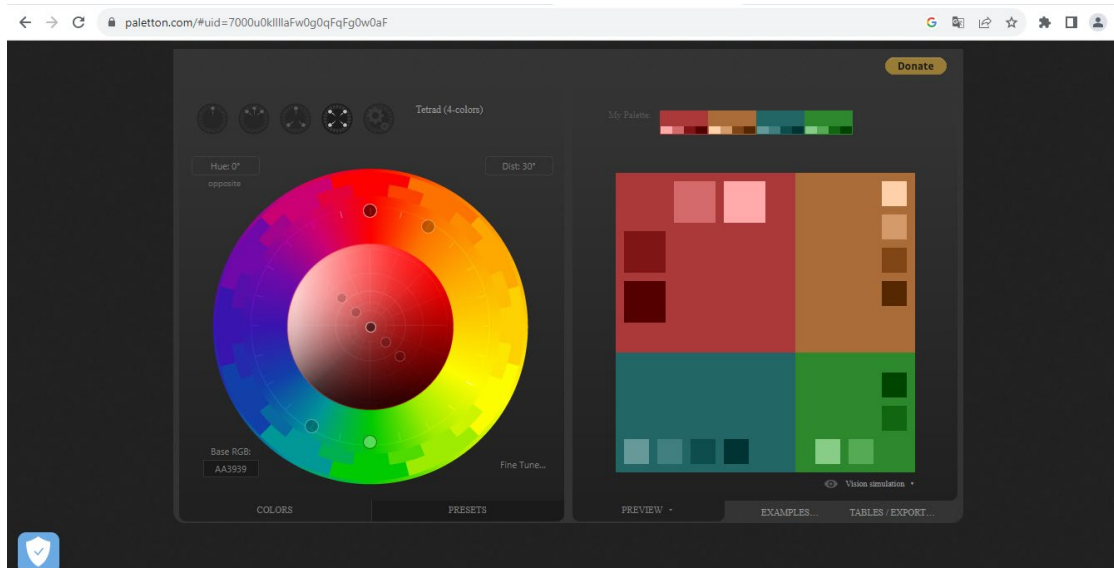 paletton.com/#uid=7000u0kllllaFw0g0qFqFg0w0aF
Donate
Tetrad (4-colors)
My Palette:
Hue: 0°
opposite
Dist: 30°
Base RGB:
AA3939
Fine Tune...
Vision simulation
COLORS
PRESETS
PREVIEW
EXAMPLES...
TABLES / EXPORT...